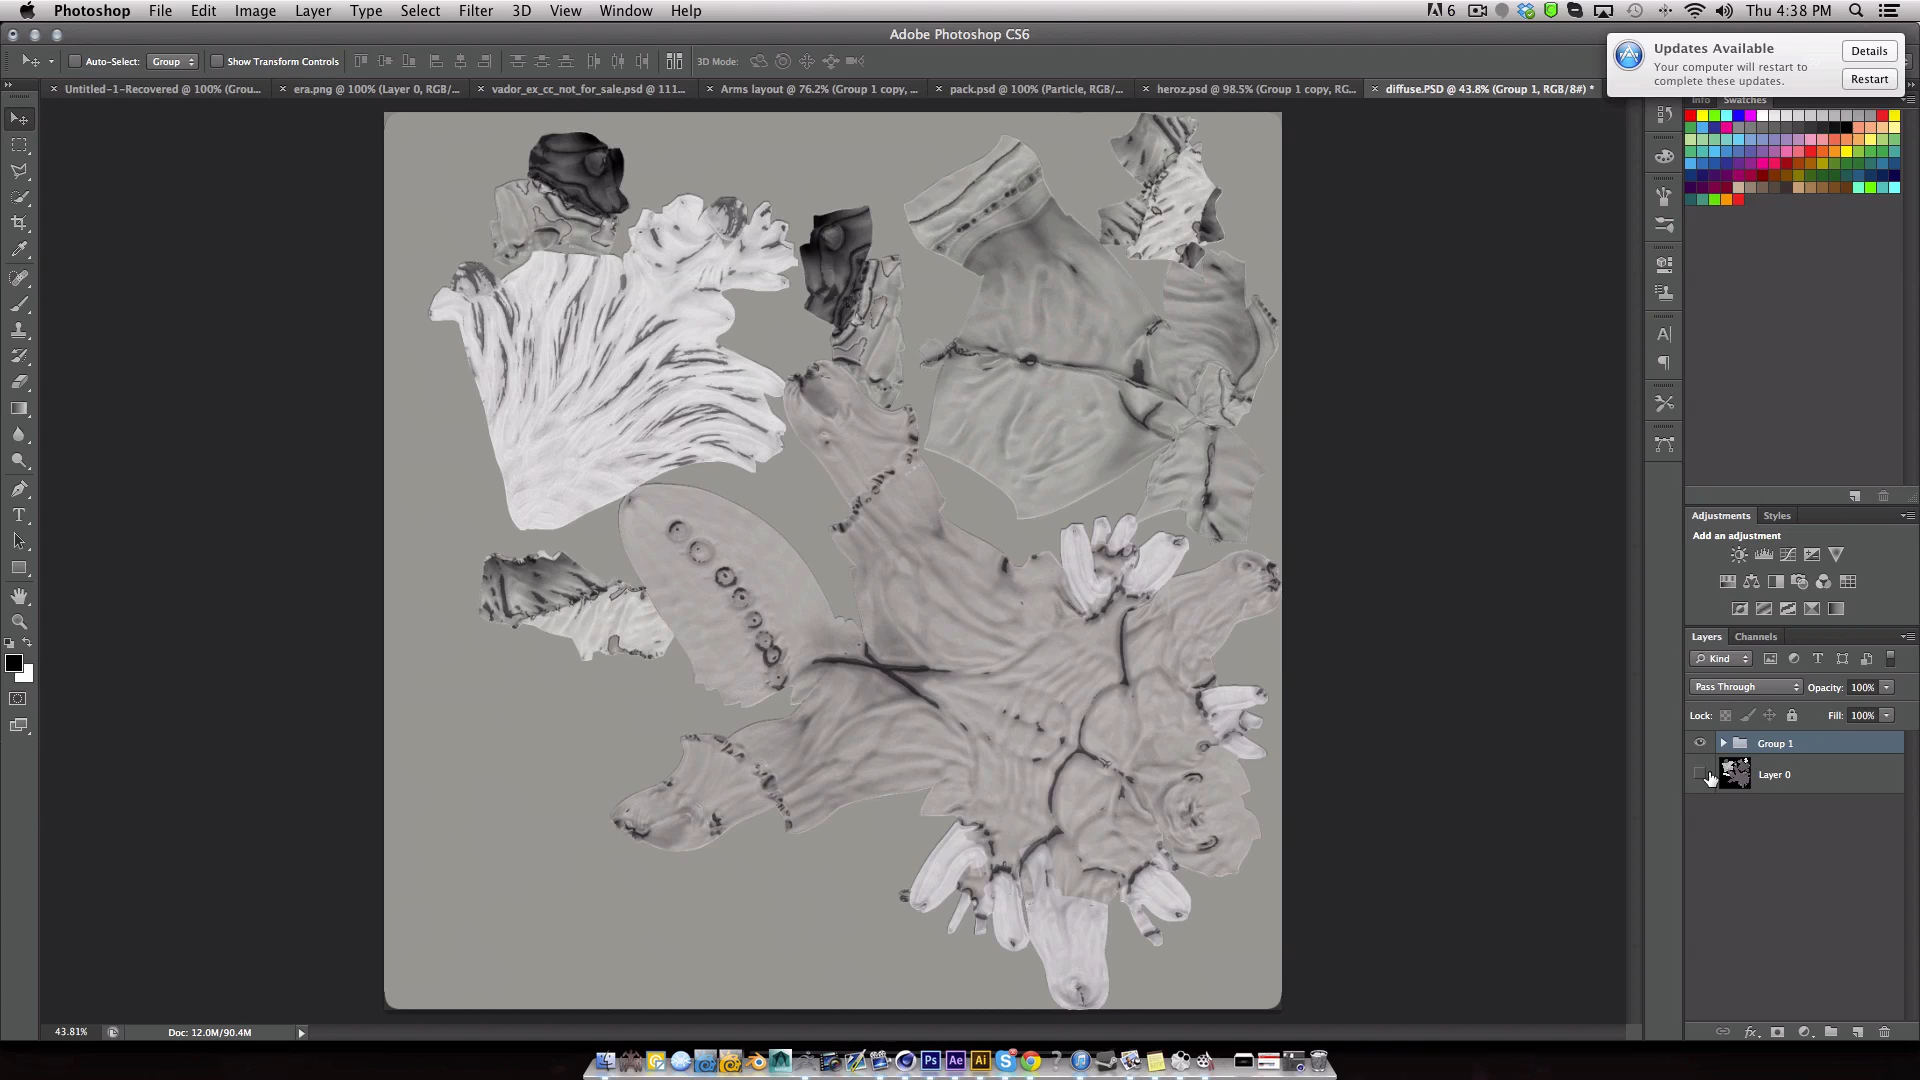 Photoshop File Edit Image Layer Type Select Filter 3D View Window Help
6 Thu 4:38 PM
Adobe Photoshop CS6
Auto-Select: Group Show Transform Controls 3D Mode:
Updates Available
Your computer will restart to
complete these updates.
Details
Restart
Untitled-1-Recovered @ 100% (Grou...
era.png @ 100% (Layer 0, RGB/...
vador_ex_cc_not_for_sale.psd @ 111...
Arms layout @ 76.2% (Group 1 copy, ...
pack.psd @ 100% (Particle, RGB/...
heroz.psd @ 98.5% (Group 1 copy, RG...
diffuse.PSD @ 43.8% (Group 1, RGB/8#) *
Info Swatches
Adjustments Styles
Add an adjustment
Layers Channels
Kind
Pass Through Opacity: 100%
Lock: Fill: 100%
Group 1
Layer 0
43.81% Doc: 12.0M/90.4M
Ps Ae Ai